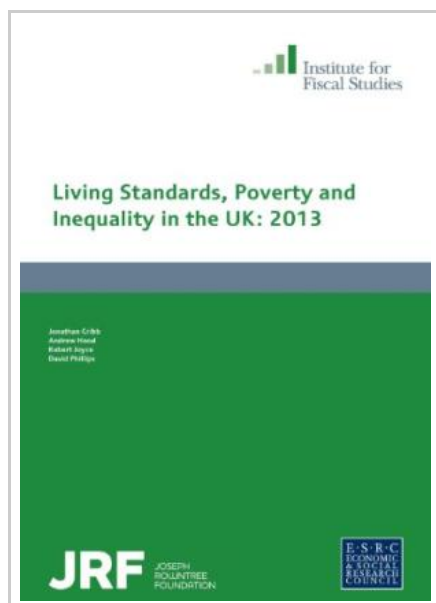 Institute for
Fiscal Studies
Living Standards, Poverty and
Inequality in the UK: 2013
Jonathan Cribb
Andrew Hood
Robert Joyce
David Phillips
JRF
JOSEPH
ROWNTREE
FOUNDATION
E·S·R·C
ECONOMIC
& SOCIAL
RESEARCH
COUNCIL